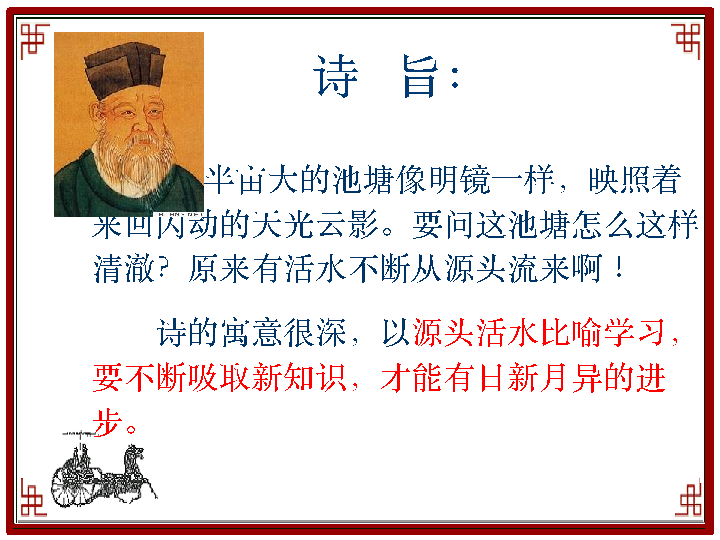 诗 旨：
半亩大的池塘像明镜一样，映照着
来回闪动的天光云影。要问这池塘怎么这样
清澈？原来有活水不断从源头流来啊！
诗的寓意很深，以源头活水比喻学习，
要不断吸取新知识，才能有日新月异的进
步。